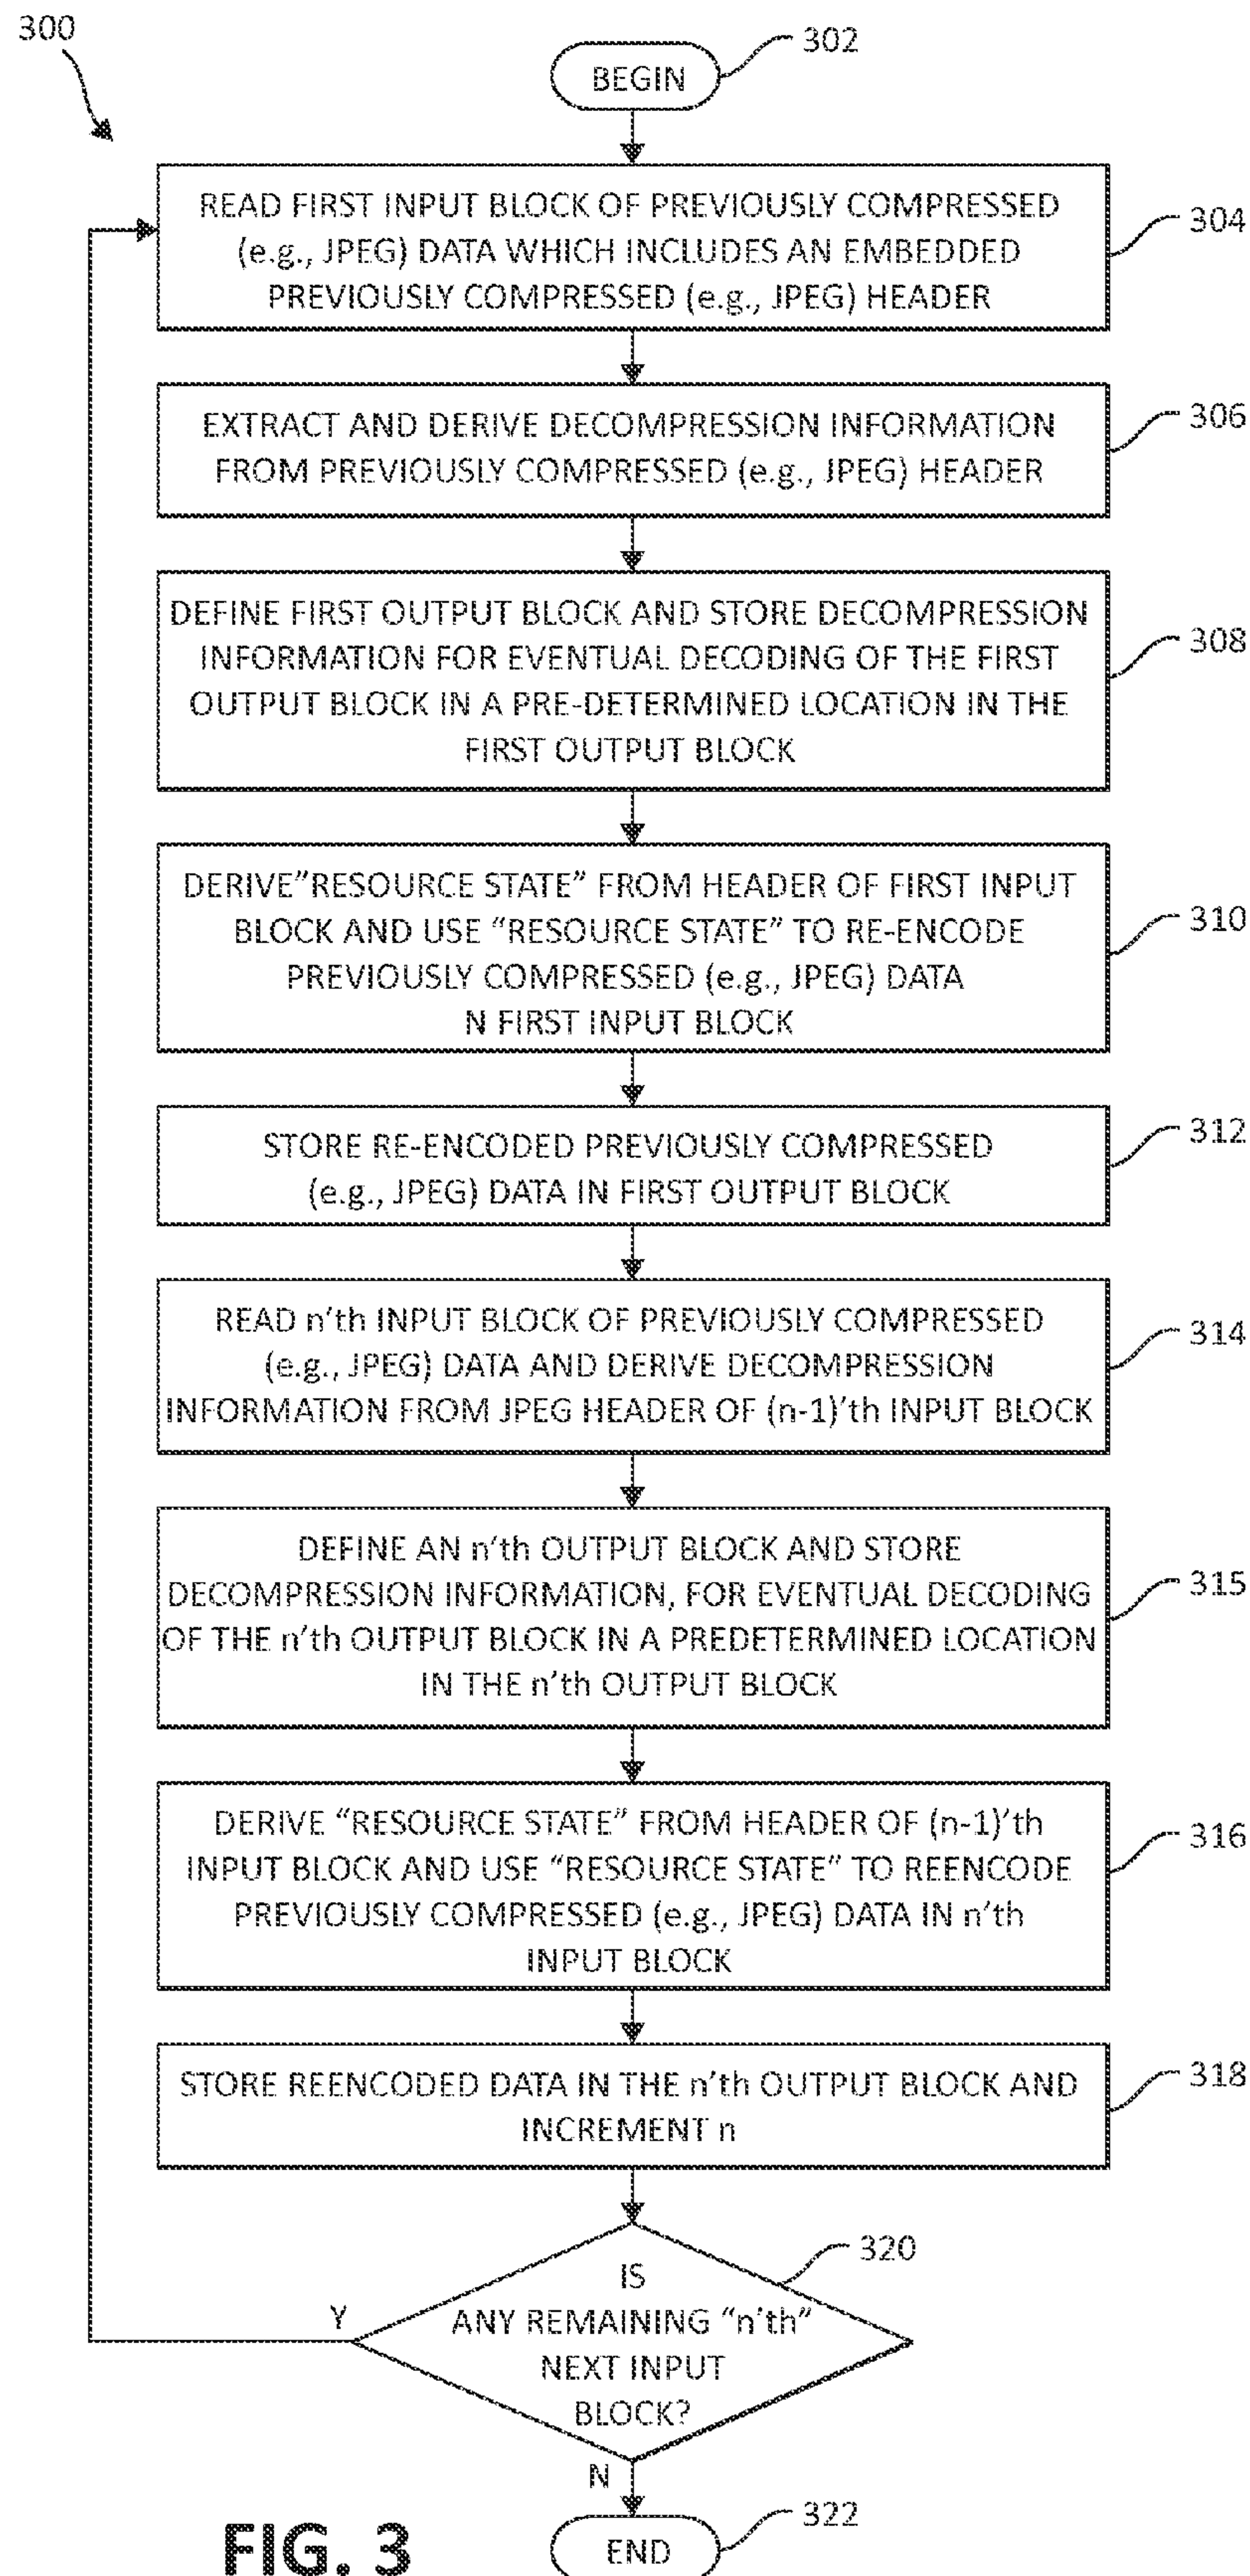 300
302
BEGIN
READ FIRST INPUT BLOCK OF PREVIOUSLY COMPRESSED
(e.g., JPEG) DATA WHICH INCLUDES AN EMBEDDED
PREVIOUSLY COMPRESSED (e.g., JPEG) HEADER
304
EXTRACT AND DERIVE DECOMPRESSION INFORMATION
FROM PREVIOUSLY COMPRESSED (e.g., JPEG) HEADER
306
DEFINE FIRST OUTPUT BLOCK AND STORE DECOMPRESSION
INFORMATION FOR EVENTUAL DECODING OF THE FIRST
OUTPUT BLOCK IN A PRE-DETERMINED LOCATION IN THE
FIRST OUTPUT BLOCK
308
DERIVE”RESOURCE STATE” FROM HEADER OF FIRST INPUT
BLOCK AND USE “RESOURCE STATE” TO RE-ENCODE
PREVIOUSLY COMPRESSED (e.g., JPEG) DATA
N FIRST INPUT BLOCK
310
STORE RE-ENCODED PREVIOUSLY COMPRESSED
(e.g., JPEG) DATA IN FIRST OUTPUT BLOCK
312
READ n’th INPUT BLOCK OF PREVIOUSLY COMPRESSED
(e.g., JPEG) DATA AND DERIVE DECOMPRESSION
INFORMATION FROM JPEG HEADER OF (n-1)’th INPUT BLOCK
314
DEFINE AN n’th OUTPUT BLOCK AND STORE
DECOMPRESSION INFORMATION, FOR EVENTUAL DECODING
OF THE n’th OUTPUT BLOCK IN A PREDETERMINED LOCATION
IN THE n’th OUTPUT BLOCK
315
DERIVE “RESOURCE STATE” FROM HEADER OF (n-1)’th
INPUT BLOCK AND USE “RESOURCE STATE” TO REENCODE
PREVIOUSLY COMPRESSED (e.g., JPEG) DATA IN n’th
INPUT BLOCK
316
STORE REENCODED DATA IN THE n’th OUTPUT BLOCK AND
INCREMENT n
318
320
IS
ANY REMAINING “n’th”
NEXT INPUT
BLOCK?
Y
N
END
322
FIG. 3